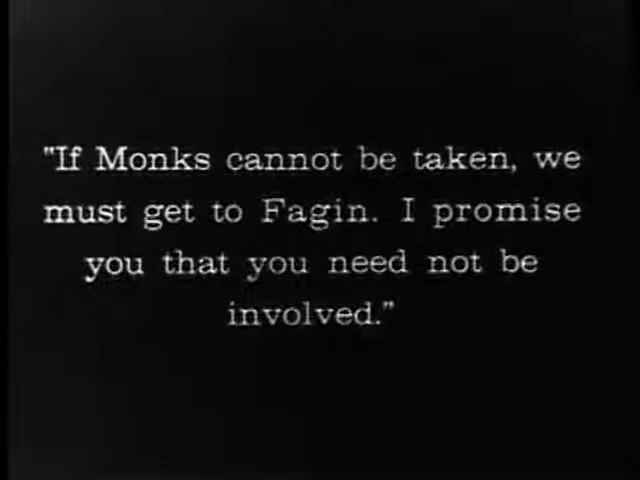 "If Monks cannot be taken, we
must get to Fagin. I promise
you that you need not be
involved."